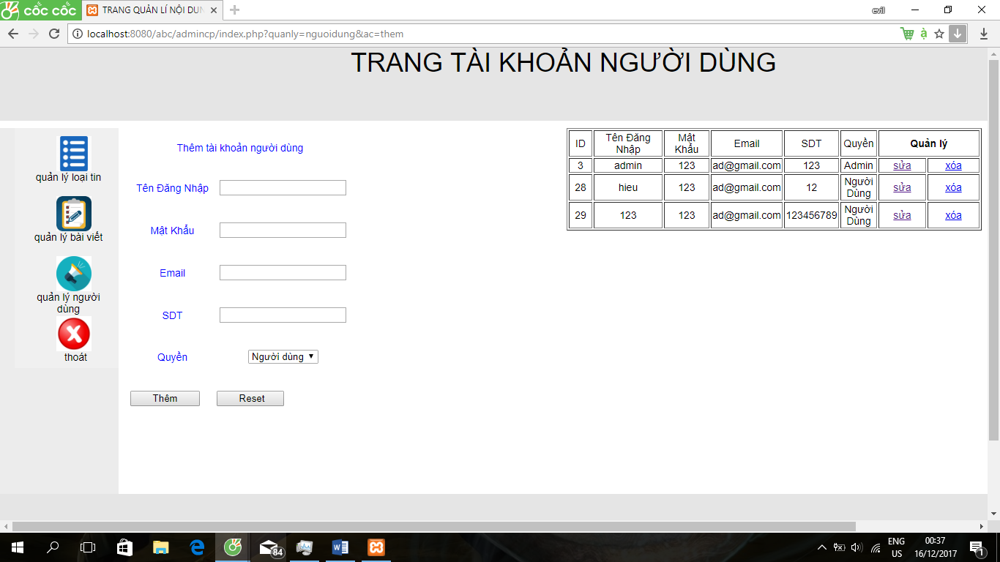 cốc cốc
TRANG QUẢN LÍ NỘI DUN
evil
localhost:8080/abc/admincp/index.php?quanly=nguoidung&ac=them
TRANG TÀI KHOẢN NGƯỜI DÙNG
quản lý loại tin
quản lý bài viết
quản lý người
dùng
thoát
Thêm tài khoản người dùng
Tên Đăng Nhập
Mật Khẩu
Email
SDT
Quyền Người dùng
Thêm Reset
ID Tên Đăng Nhập Mật Khẩu Email SDT Quyền Quản lý
3 admin 123 ad@gmail.com 123 Admin sửa xóa
28 hieu 123 ad@gmail.com 12 Người Dùng sửa xóa
29 123 123 ad@gmail.com 123456789 Người Dùng sửa xóa
84
ENG
US
00:37
16/12/2017
1